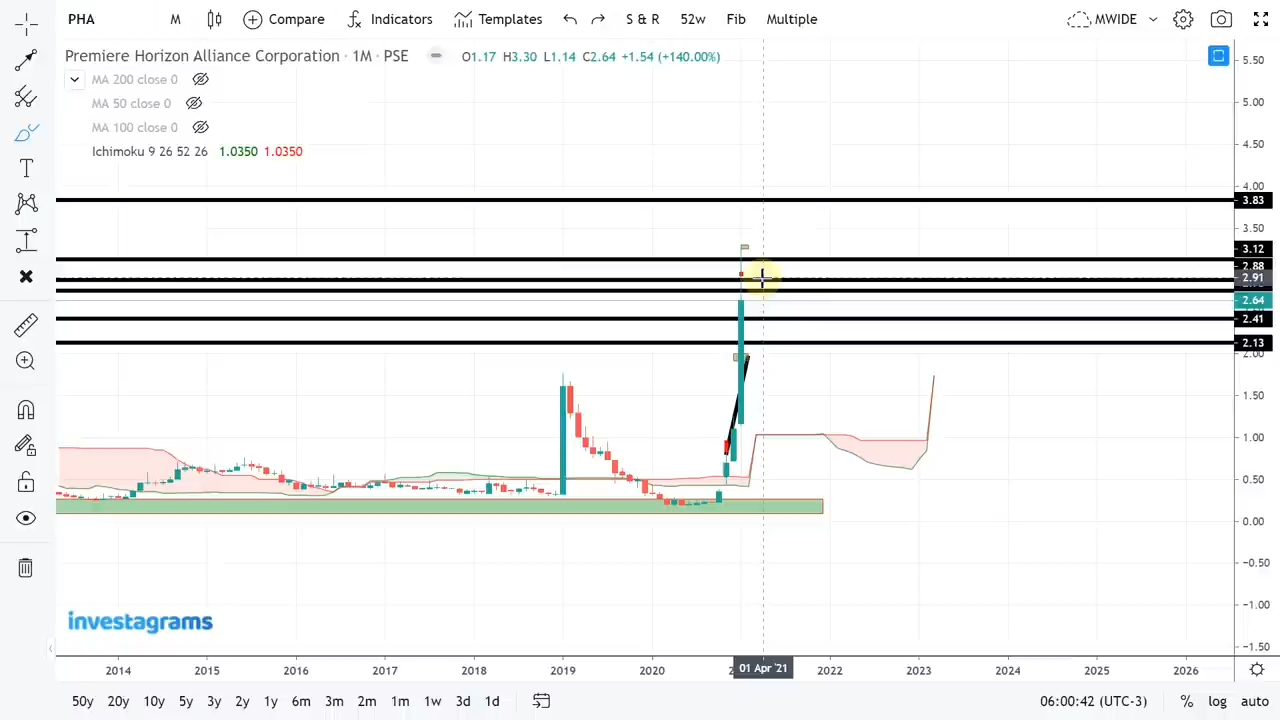 PHA M Compare Indicators Templates S & R 52w Fib Multiple MWIDE
Premiere Horizon Alliance Corporation · 1M · PSE O1.17 H3.30 L1.14 C2.64 +1.54 (+140.00%)
MA 200 close 0
MA 50 close 0
MA 100 close 0
Ichimoku 9 26 52 26 1.0350 1.0350
5.50
5.00
4.50
4.00
3.83
3.50
3.12
2.88
2.91
2.64
2.41
2.13
2.00
1.50
1.00
0.50
0.00
−0.50
−1.00
−1.50
investagrams
2014 2015 2016 2017 2018 2019 2020 01 Apr '21 2022 2023 2024 2025 2026
50y 20y 10y 5y 3y 2y 1y 6m 3m 2m 1m 1w 3d 1d 06:00:42 (UTC-3) % log auto